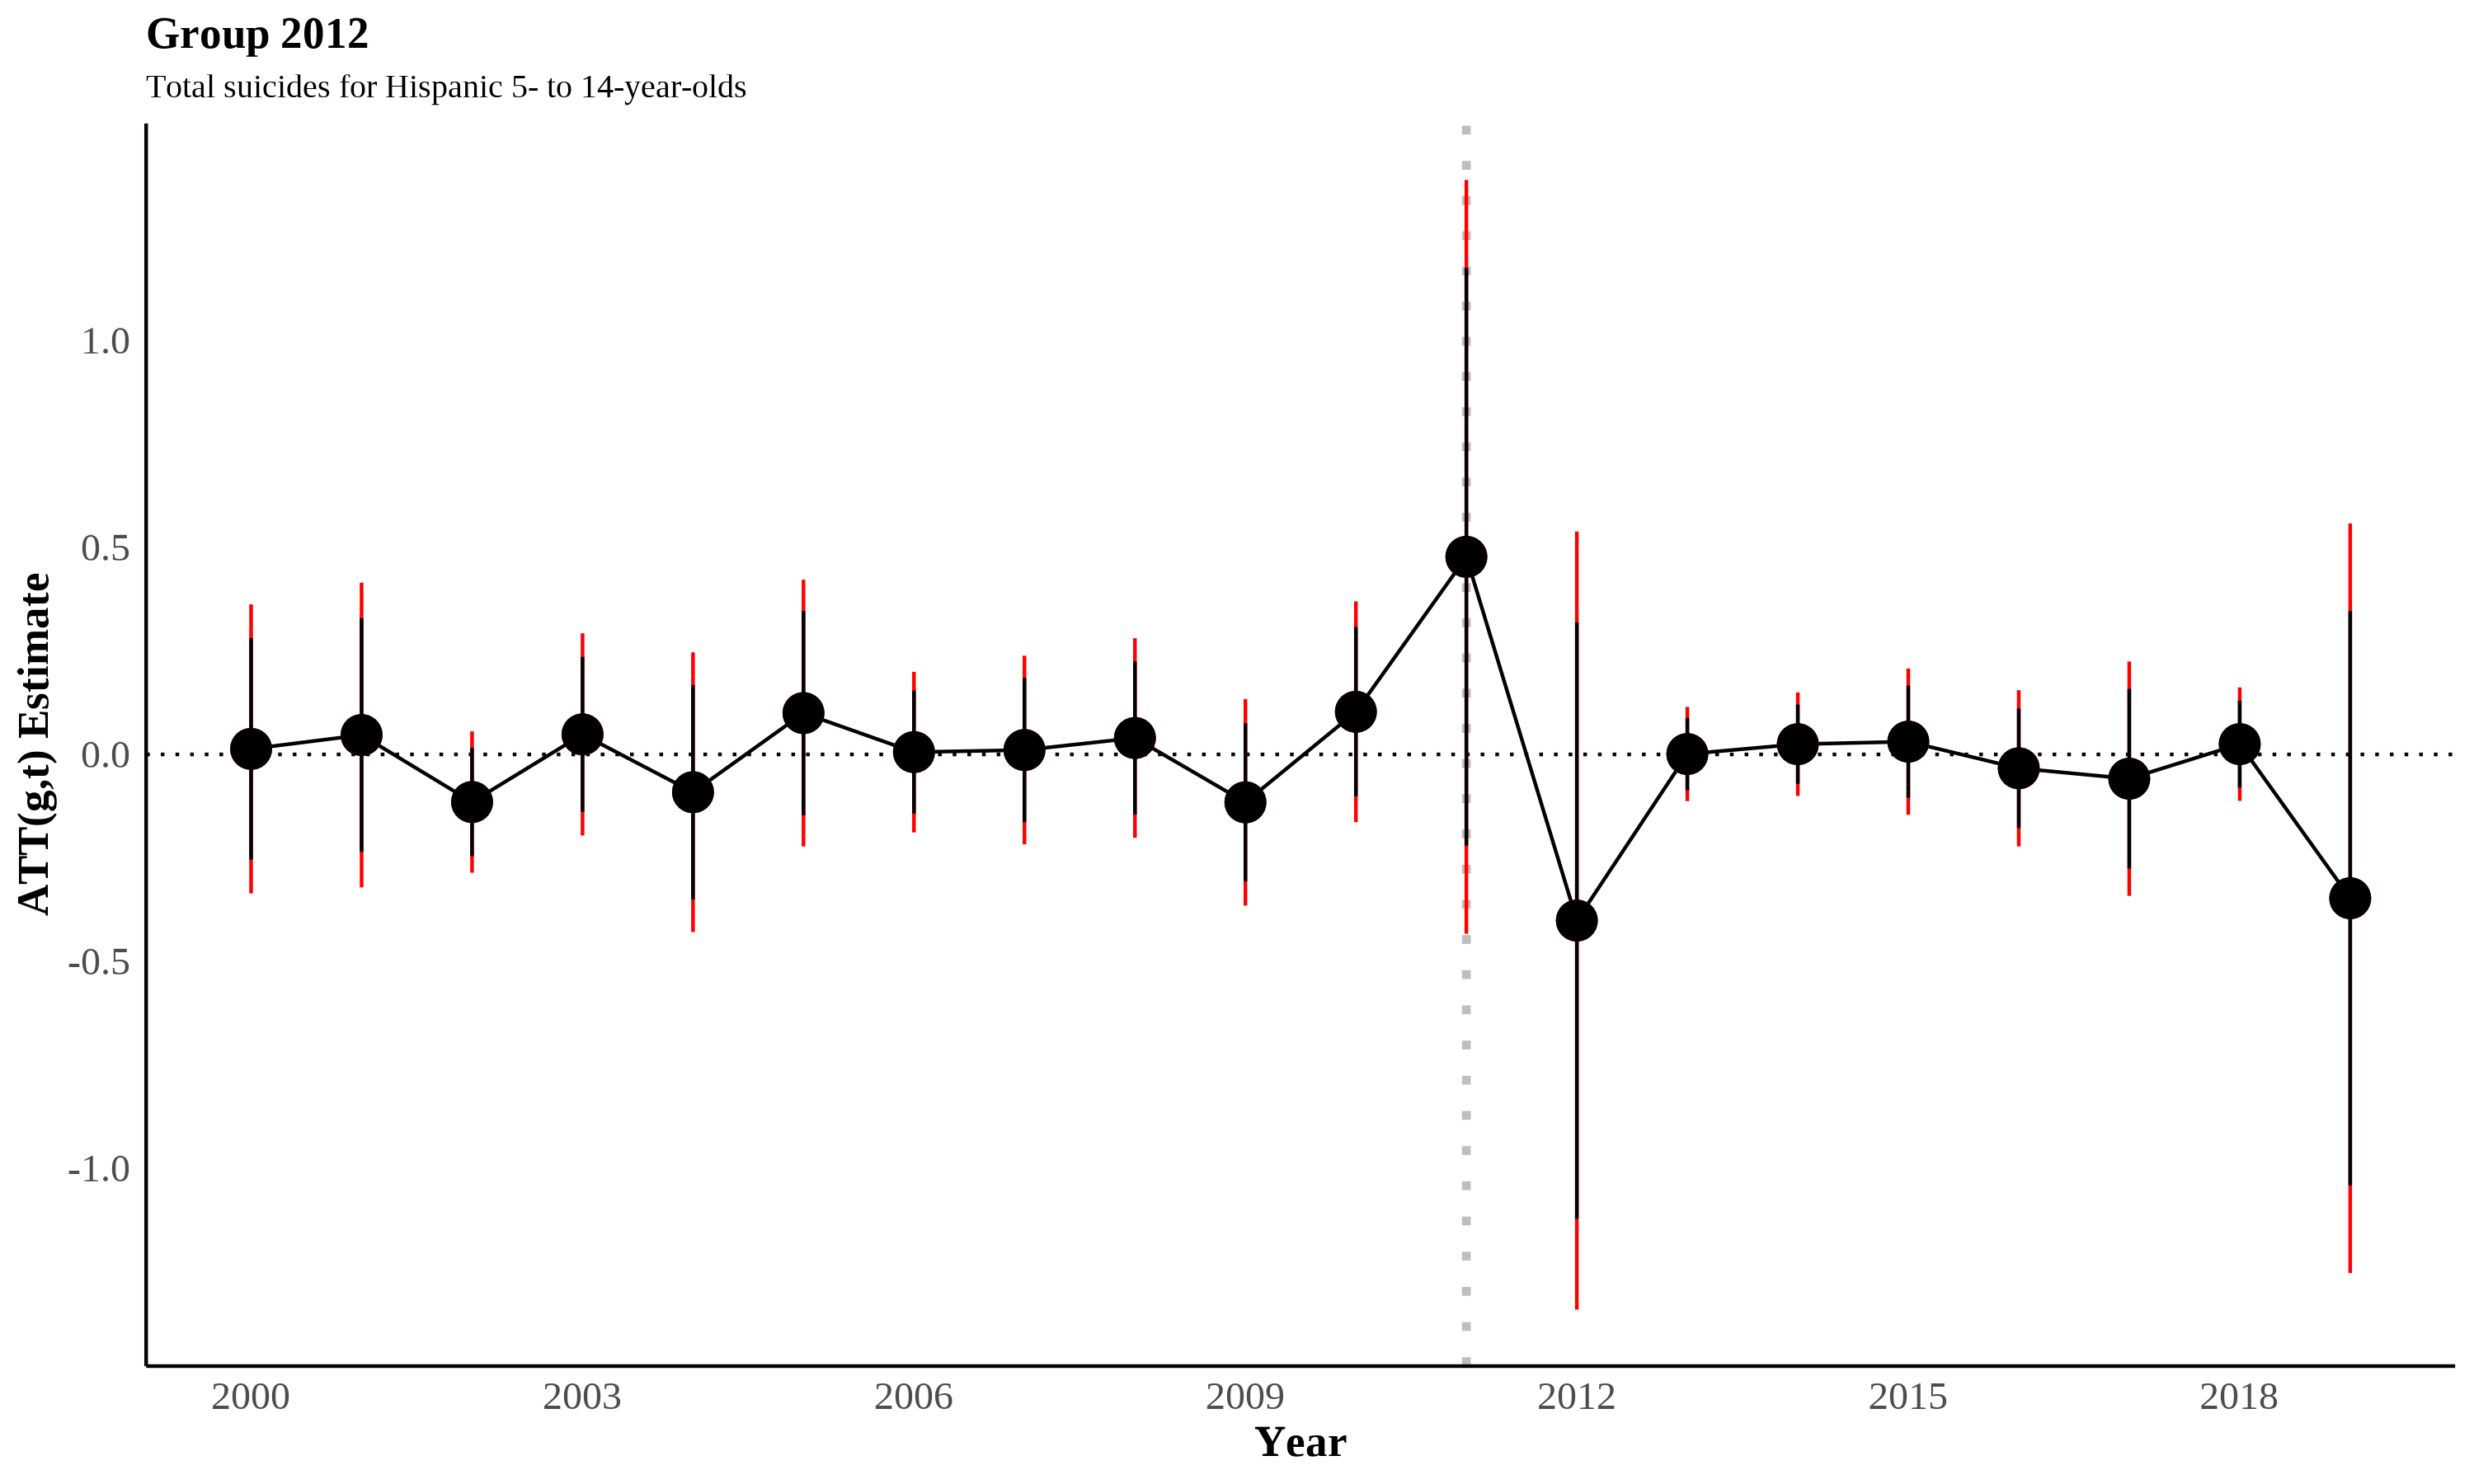 Group 2012
Total suicides for Hispanic 5- to 14-year-olds
ATT(g,t) Estimate
1.0
0.5
0.0
-0.5
-1.0
2000 2003 2006 2009 2012 2015 2018
Year